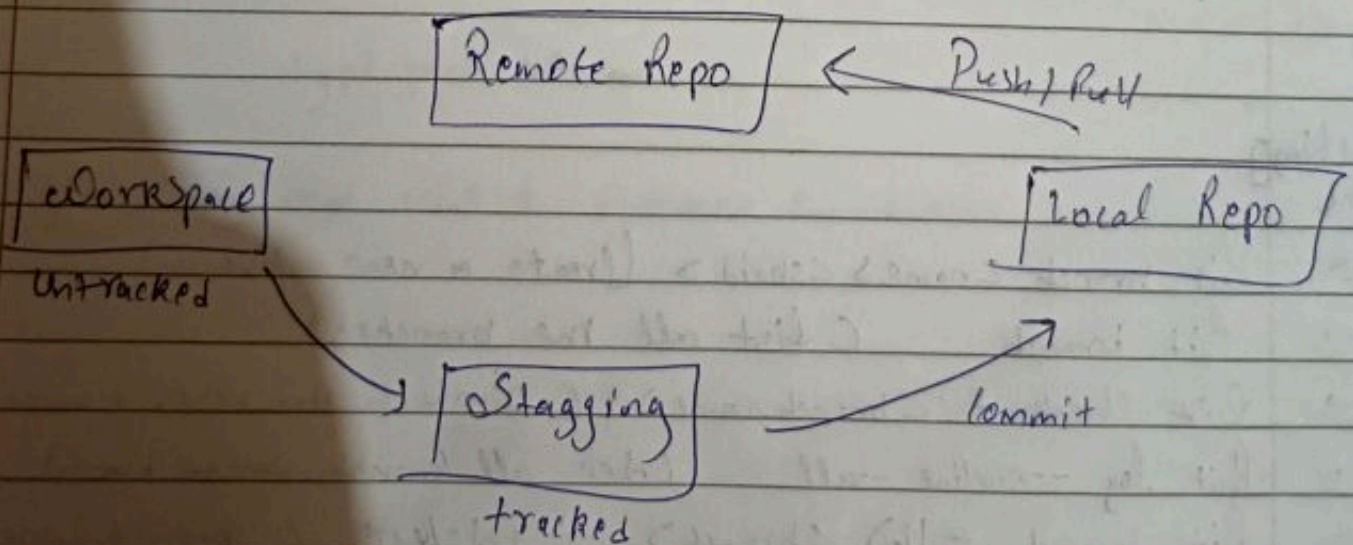 Remote Repo
Push/Pull
Workspace
Local Repo
Untracked
Stagging
Commit
tracked